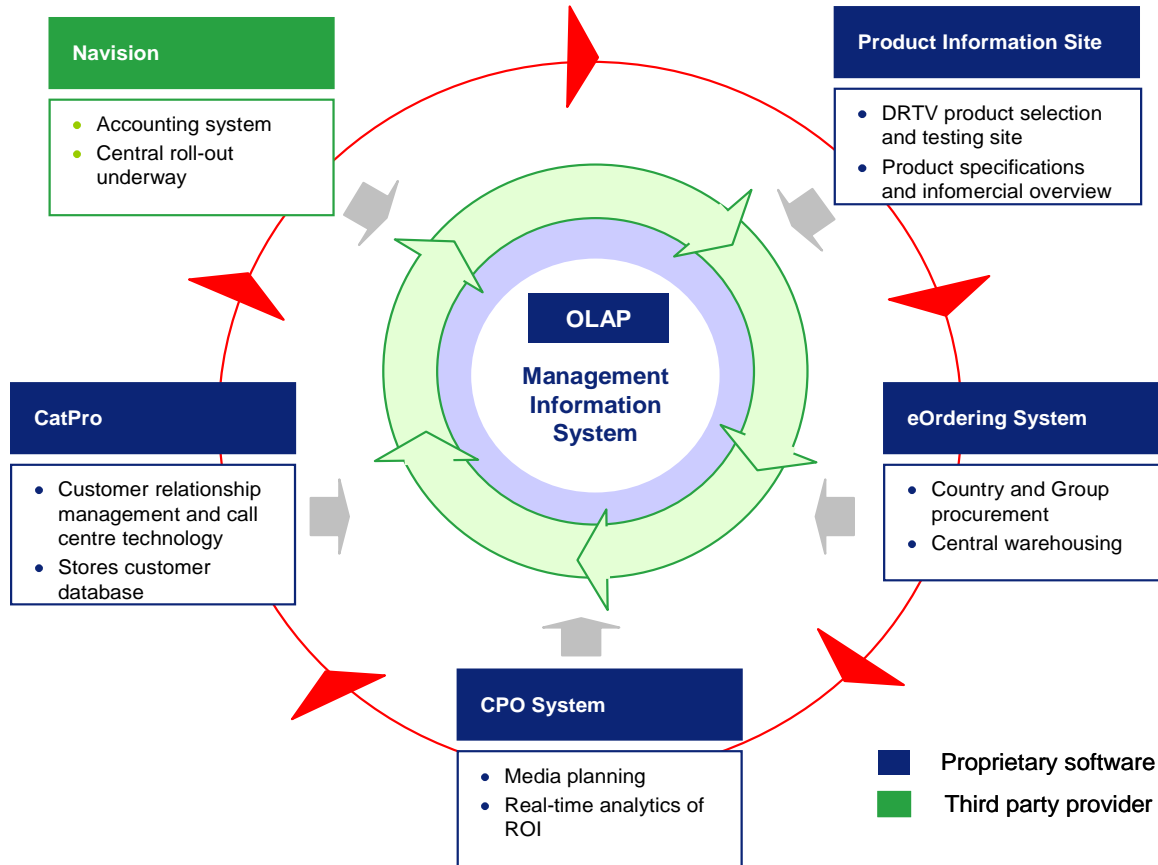 Navision
Accounting system
Central roll-out
underway
Product Information Site
DRTV product selection
and testing site
Product specifications
and infomercial overview
OLAP
Management
Information
System
CatPro
Customer relationship
management and call
centre technology
Stores customer
database
eOrdering System
Country and Group
procurement
Central warehousing
CPO System
Media planning
Real-time analytics of
ROI
Proprietary software
Third party provider